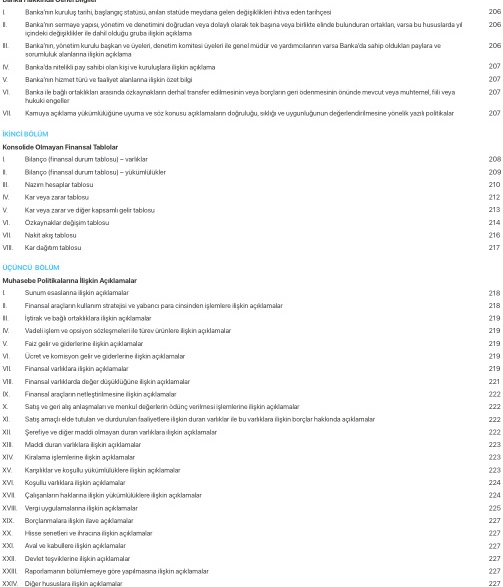 Banka Hakkında Genel Bilgiler
I. Banka'nın kuruluş tarihi, başlangıç statüsü, anılan statüde meydana gelen değişiklikleri ihtiva eden tarihçesi 206
II. Banka'nın sermaye yapısı, yönetim ve denetimini doğrudan veya dolaylı olarak tek başına veya birlikte elinde bulunduran ortakları, varsa bu hususlarda yıl
içindeki değişiklikler ile dahil olduğu gruba ilişkin açıklama 206
III. Banka'nın, yönetim kurulu başkan ve üyeleri, denetim komitesi üyeleri ile genel müdür ve yardımcılarının varsa Banka'da sahip oldukları paylara ve
sorumluluk alanlarına ilişkin açıklama 206
IV. Banka'da nitelikli pay sahibi olan kişi ve kuruluşlara ilişkin açıklama 207
V. Banka'nın hizmet türü ve faaliyet alanlarına ilişkin özet bilgi 207
VI. Banka ile bağlı ortaklıkları arasında özkaynakların derhal transfer edilmesinin veya borçların geri ödenmesinin önünde mevcut veya muhtemel, fiili veya
hukuki engeller 207
VII. Kamuya açıklama yükümlülüğüne uyuma ve söz konusu açıklamaların doğruluğu, sıklığı ve uygunluğunun değerlendirilmesine yönelik yazılı politikalar 207
İKİNCİ BÖLÜM
Konsolide Olmayan Finansal Tablolar
I. Bilanço (finansal durum tablosu) – varlıklar 208
II. Bilanço (finansal durum tablosu) – yükümlülükler 209
III. Nazım hesaplar tablosu 210
IV. Kar veya zarar tablosu 212
V. Kar veya zarar ve diğer kapsamlı gelir tablosu 213
VI. Özkaynaklar değişim tablosu 214
VII. Nakit akış tablosu 216
VIII. Kar dağıtım tablosu 217
ÜÇÜNCÜ BÖLÜM
Muhasebe Politikalarına İlişkin Açıklamalar
I. Sunum esaslarına ilişkin açıklamalar 218
II. Finansal araçların kullanım stratejisi ve yabancı para cinsinden işlemlere ilişkin açıklamalar 218
III. İştirak ve bağlı ortaklıklara ilişkin açıklamalar 219
IV. Vadeli işlem ve opsiyon sözleşmeleri ile türev ürünlere ilişkin açıklamalar 219
V. Faiz gelir ve giderlerine ilişkin açıklamalar 219
VI. Ücret ve komisyon gelir ve giderlerine ilişkin açıklamalar 219
VII. Finansal varlıklara ilişkin açıklamalar 219
VIII. Finansal varlıklarda değer düşüklüğüne ilişkin açıklamalar 221
IX. Finansal araçların netleştirilmesine ilişkin açıklamalar 222
X. Satış ve geri alış anlaşmaları ve menkul değerlerin ödünç verilmesi işlemlerine ilişkin açıklamalar 222
XI. Satış amaçlı elde tutulan ve durdurulan faaliyetlere ilişkin duran varlıklar ile bu varlıklara ilişkin borçlar hakkında açıklamalar 222
XII. Şerefiye ve diğer maddi olmayan duran varlıklara ilişkin açıklamalar 222
XIII. Maddi duran varlıklara ilişkin açıklamalar 223
XIV. Kiralama işlemlerine ilişkin açıklamalar 223
XV. Karşılıklar ve koşullu yükümlülüklere ilişkin açıklamalar 223
XVI. Koşullu varlıklara ilişkin açıklamalar 224
XVII. Çalışanların haklarına ilişkin yükümlülüklere ilişkin açıklamalar 224
XVIII. Vergi uygulamalarına ilişkin açıklamalar 225
XIX. Borçlanmalara ilişkin ilave açıklamalar 227
XX. Hisse senetleri ve ihracına ilişkin açıklamalar 227
XXI. Aval ve kabullere ilişkin açıklamalar 227
XXII. Devlet teşviklerine ilişkin açıklamalar 227
XXIII. Raporlamanın bölümlemeye göre yapılmasına ilişkin açıklamalar 227
XXIV. Diğer hususlara ilişkin açıklamalar 227